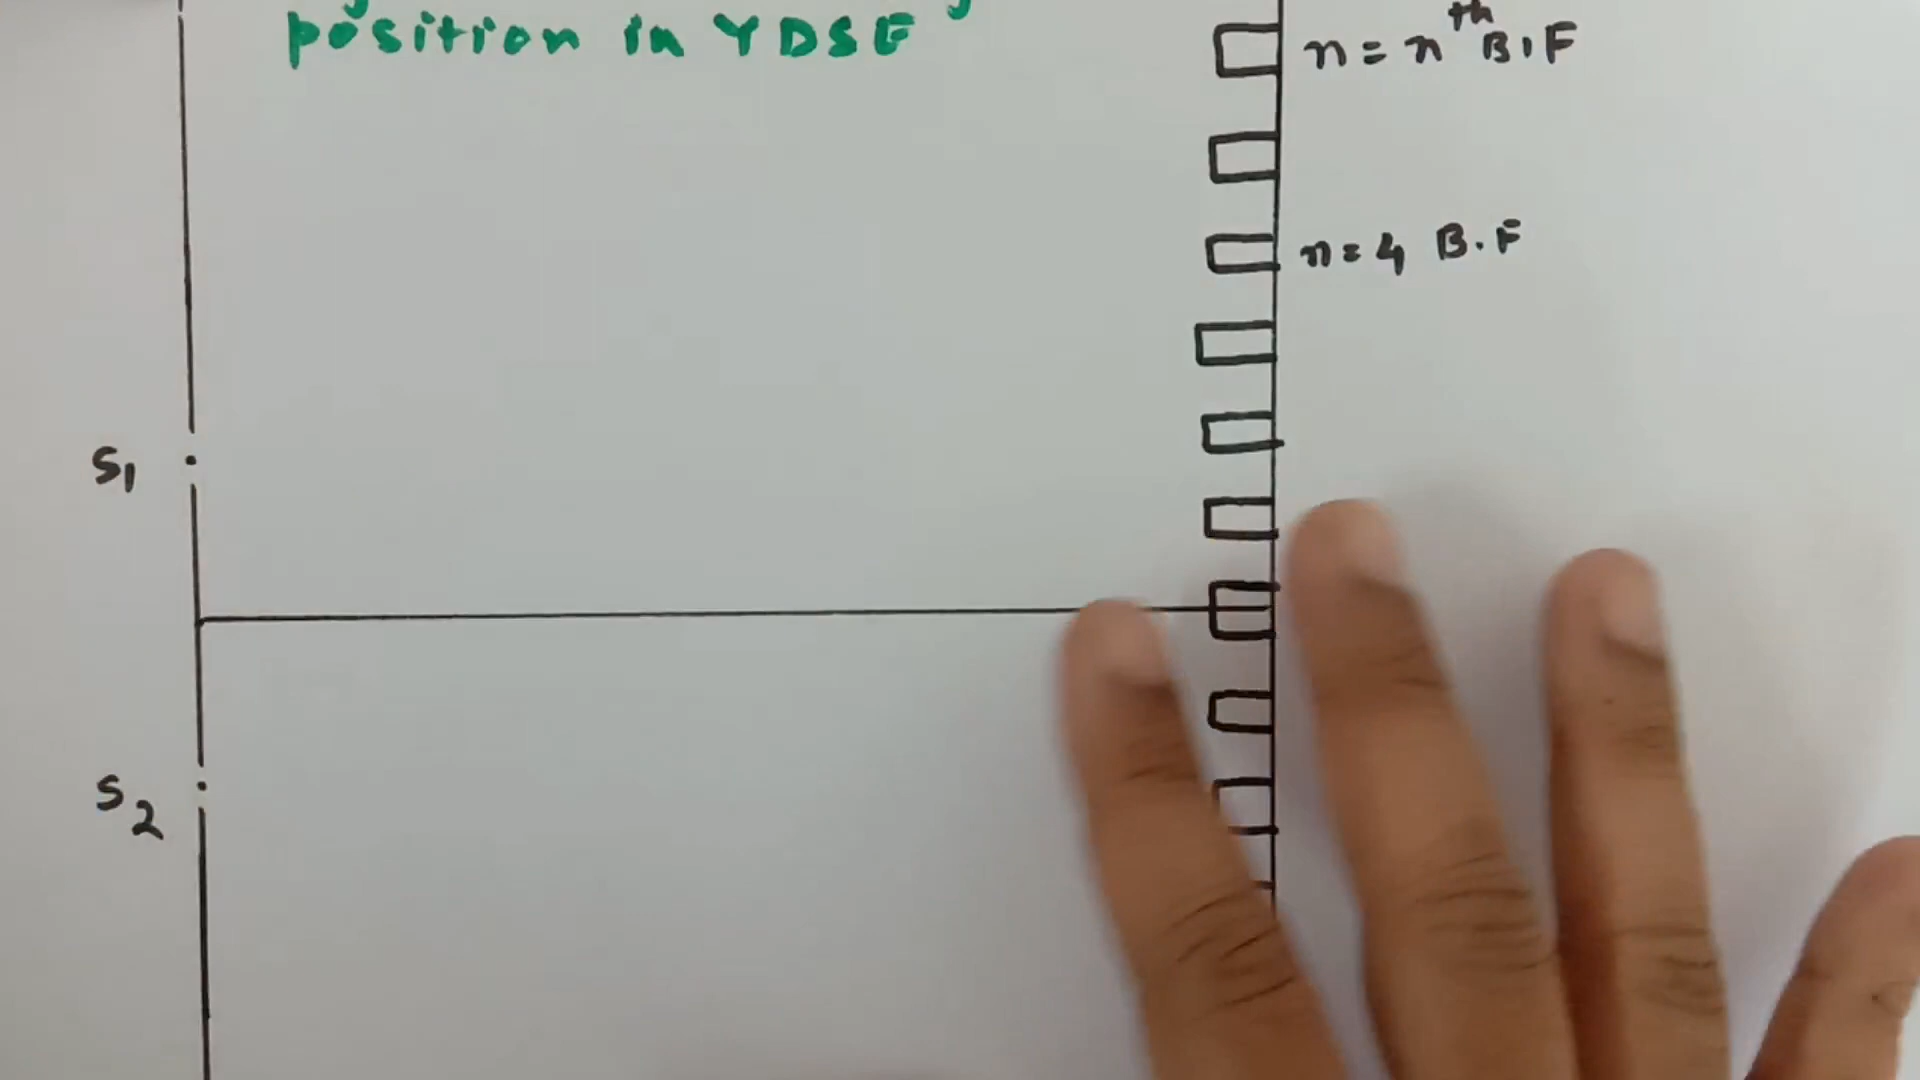 position in YDSE
n = nth B.F
n = 4 B.F
S1
S2